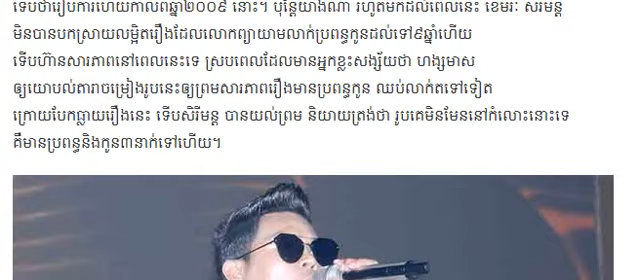 ទើបថារៀបការហើយកាលពីឆ្នាំ២០០៩ នោះ។ ប៉ុន្តែយ៉ាងណា រហូតមកដល់ពេលនេះ ខេមរៈ សិរីមន្ត
មិនបានបកស្រាយលម្អិតរឿងដែលលោកព្យាយាមលាក់ប្រពន្ធកូនដល់ទៅ៩ឆ្នាំហើយ
ទើបហ៊ានសារភាពនៅពេលនេះទេ ស្របពេលដែលមានអ្នកខ្លះសង្ស័យថា ហង្សមាស
ឲ្យយោបល់តារាចម្រៀងរូបនេះឲ្យព្រមសារភាពរឿងមានប្រពន្ធកូន ឈប់លាក់តទៅទៀត
ក្រោយបែកធ្លាយរឿងនេះ ទើបសិរីមន្ត បានយល់ព្រម និយាយត្រង់ថា រូបគេមិនមែននៅកំលោះនោះទេ
គឺមានប្រពន្ធនិងកូន៣នាក់ទៅហើយ។